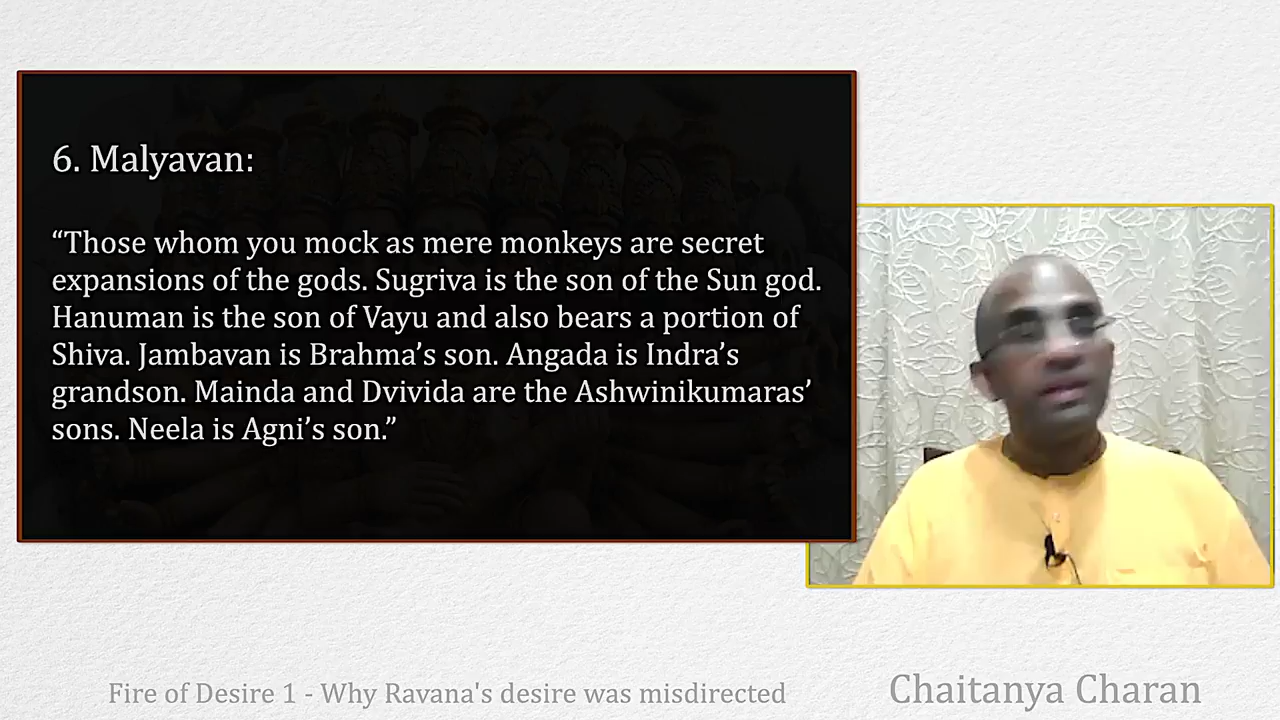 6. Malyavan:
“Those whom you mock as mere monkeys are secret
expansions of the gods. Sugriva is the son of the Sun god.
Hanuman is the son of Vayu and also bears a portion of
Shiva. Jambavan is Brahma’s son. Angada is Indra’s
grandson. Mainda and Dvivida are the Ashwinikumaras’
sons. Neela is Agni’s son.”
Fire of Desire 1 - Why Ravana's desire was misdirected
Chaitanya Charan